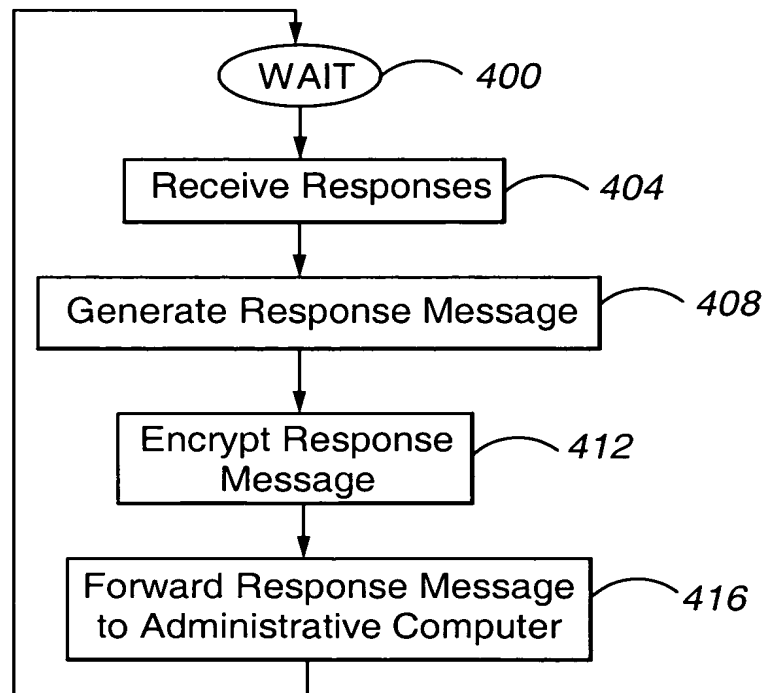 WAIT 400
Receive Responses 404
Generate Response Message 408
Encrypt Response
Message 412
Forward Response Message
to Administrative Computer 416